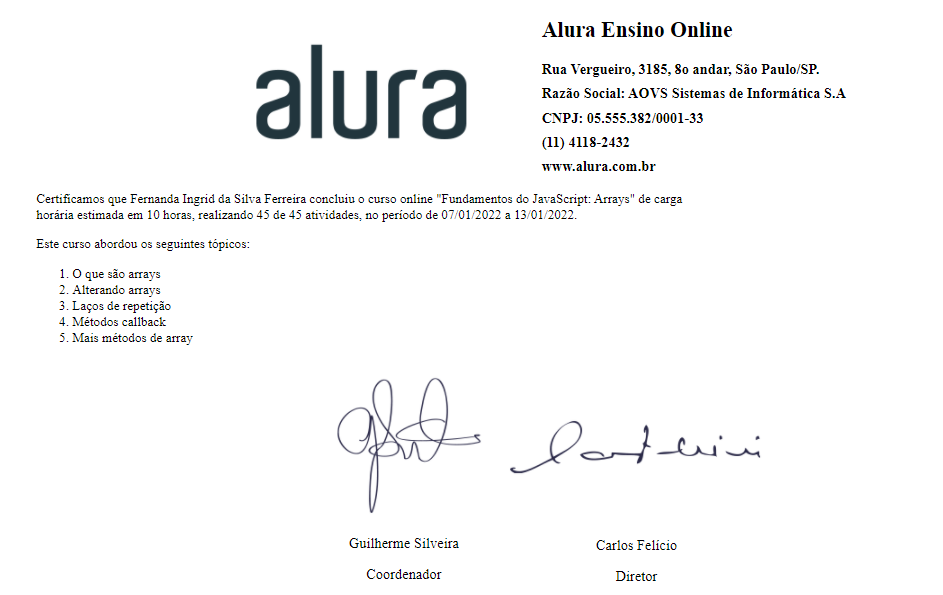 alura
Alura Ensino Online
Rua Vergueiro, 3185, 8o andar, São Paulo/SP.
Razão Social: AOVS Sistemas de Informática S.A
CNPJ: 05.555.382/0001-33
(11) 4118-2432
www.alura.com.br
Certificamos que Fernanda Ingrid da Silva Ferreira concluiu o curso online "Fundamentos do JavaScript: Arrays" de carga
horária estimada em 10 horas, realizando 45 de 45 atividades, no período de 07/01/2022 a 13/01/2022.
Este curso abordou os seguintes tópicos:
1. O que são arrays
2. Alterando arrays
3. Laços de repetição
4. Métodos callback
5. Mais métodos de array
Guilherme Silveira
Coordenador
Carlos Felício
Diretor